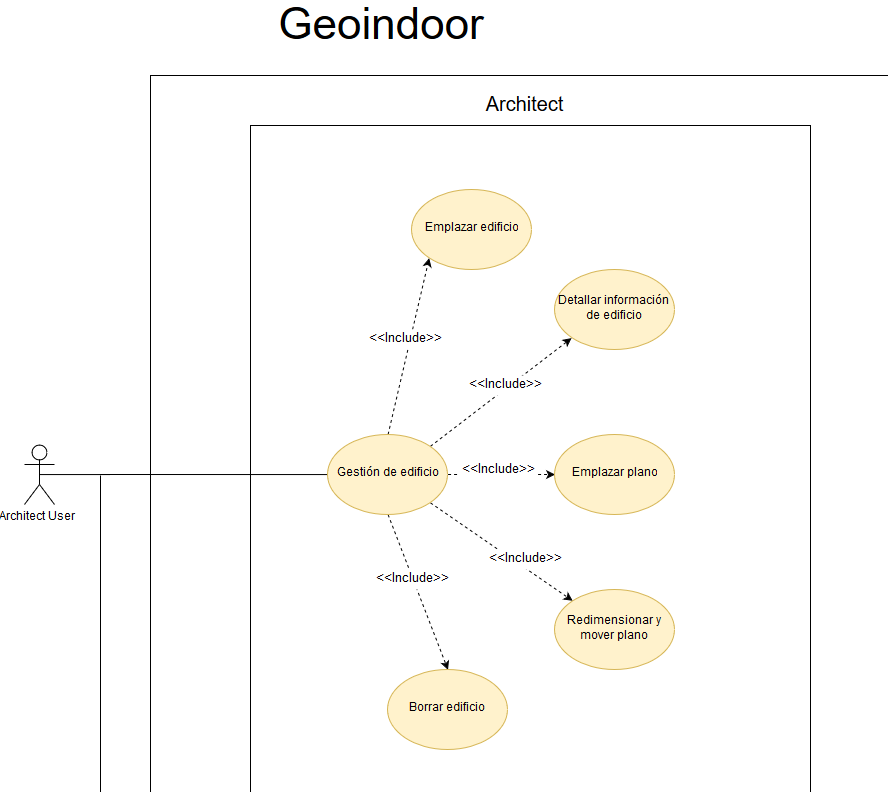 Geoindoor
Architect
Emplazar edificio
Detallar información
de edificio
<<Include>>
<<Include>>
Gestión de edificio
<<Include>>
Emplazar plano
Architect User
<<Include>>
<<Include>>
Redimensionar y
mover plano
Borrar edificio